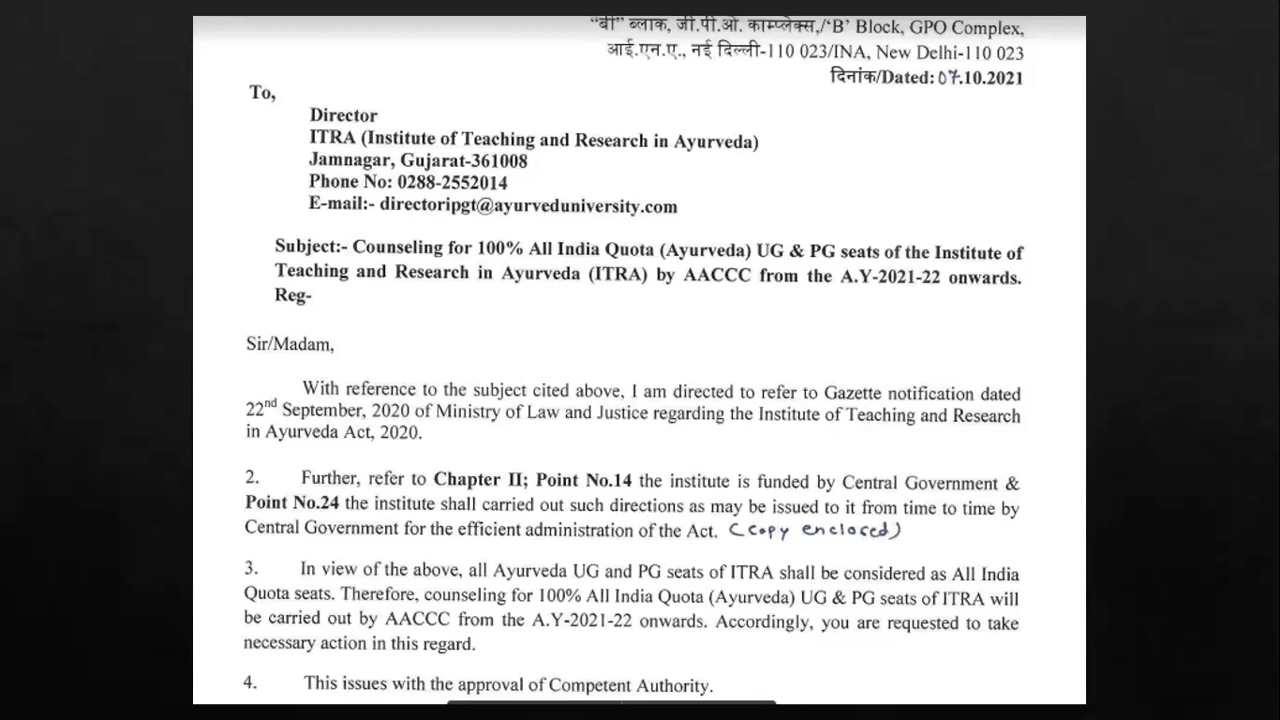 “बी” ब्लाक, जी.पी.ओ. काम्प्लेक्स,/‘B’ Block, GPO Complex,
आई.एन.ए., नई दिल्ली-110 023/INA, New Delhi-110 023
दिनांक/Dated: 07.10.2021
To,
Director
ITRA (Institute of Teaching and Research in Ayurveda)
Jamnagar, Gujarat-361008
Phone No: 0288-2552014
E-mail:- directoripgt@ayurveduniversity.com
Subject:- Counseling for 100% All India Quota (Ayurveda) UG & PG seats of the Institute of
Teaching and Research in Ayurveda (ITRA) by AACCC from the A.Y-2021-22 onwards.
Reg-
Sir/Madam,
With reference to the subject cited above, I am directed to refer to Gazette notification dated
22nd September, 2020 of Ministry of Law and Justice regarding the Institute of Teaching and Research
in Ayurveda Act, 2020.
2. Further, refer to Chapter II; Point No.14 the institute is funded by Central Government &
Point No.24 the institute shall carried out such directions as may be issued to it from time to time by
Central Government for the efficient administration of the Act. (copy enclosed)
3. In view of the above, all Ayurveda UG and PG seats of ITRA shall be considered as All India
Quota seats. Therefore, counseling for 100% All India Quota (Ayurveda) UG & PG seats of ITRA will
be carried out by AACCC from the A.Y-2021-22 onwards. Accordingly, you are requested to take
necessary action in this regard.
4. This issues with the approval of Competent Authority.